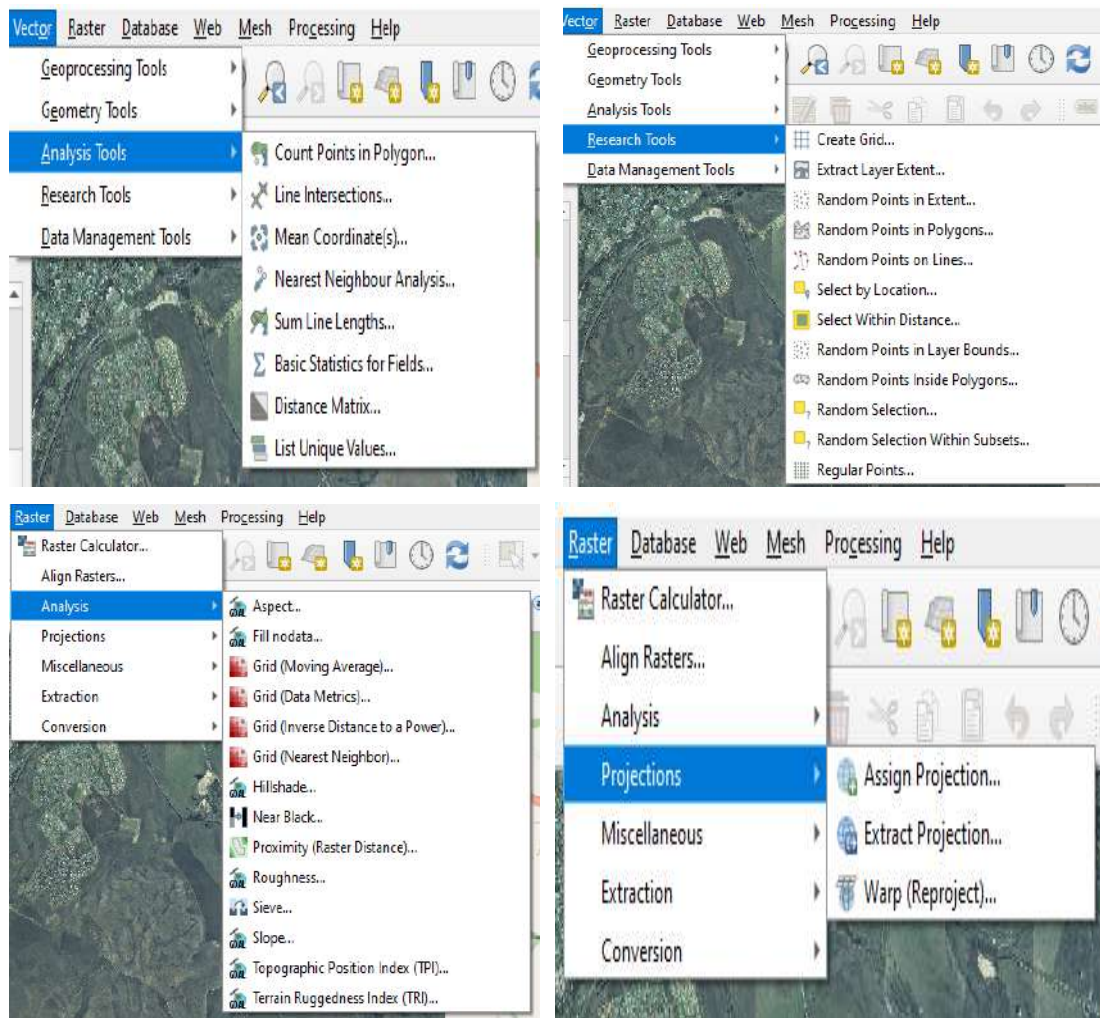 Vector Raster Database Web Mesh Processing Help
Geoprocessing Tools
Geometry Tools
Analysis Tools
Research Tools
Data Management Tools
Count Points in Polygon...
Line Intersections...
Mean Coordinate(s)...
Nearest Neighbour Analysis...
Sum Line Lengths...
Basic Statistics for Fields...
Distance Matrix...
List Unique Values...
Vector Raster Database Web Mesh Processing Help
Geoprocessing Tools
Geometry Tools
Analysis Tools
Research Tools
Data Management Tools
Create Grid...
Extract Layer Extent...
Random Points in Extent...
Random Points in Polygons...
Random Points on Lines...
Select by Location...
Select Within Distance...
Random Points in Layer Bounds...
Random Points Inside Polygons...
Random Selection...
Random Selection Within Subsets...
Regular Points...
Raster Database Web Mesh Processing Help
Raster Calculator...
Align Rasters...
Analysis
Projections
Miscellaneous
Extraction
Conversion
Aspect...
Fill nodata...
Grid (Moving Average)...
Grid (Data Metrics)...
Grid (Inverse Distance to a Power)...
Grid (Nearest Neighbor)...
Hillshade...
Near Black...
Proximity (Raster Distance)...
Roughness...
Sieve...
Slope...
Topographic Position Index (TPI)...
Terrain Ruggedness Index (TRI)...
Raster Database Web Mesh Processing Help
Raster Calculator...
Align Rasters...
Analysis
Projections
Miscellaneous
Extraction
Conversion
Assign Projection...
Extract Projection...
Warp (Reproject)...